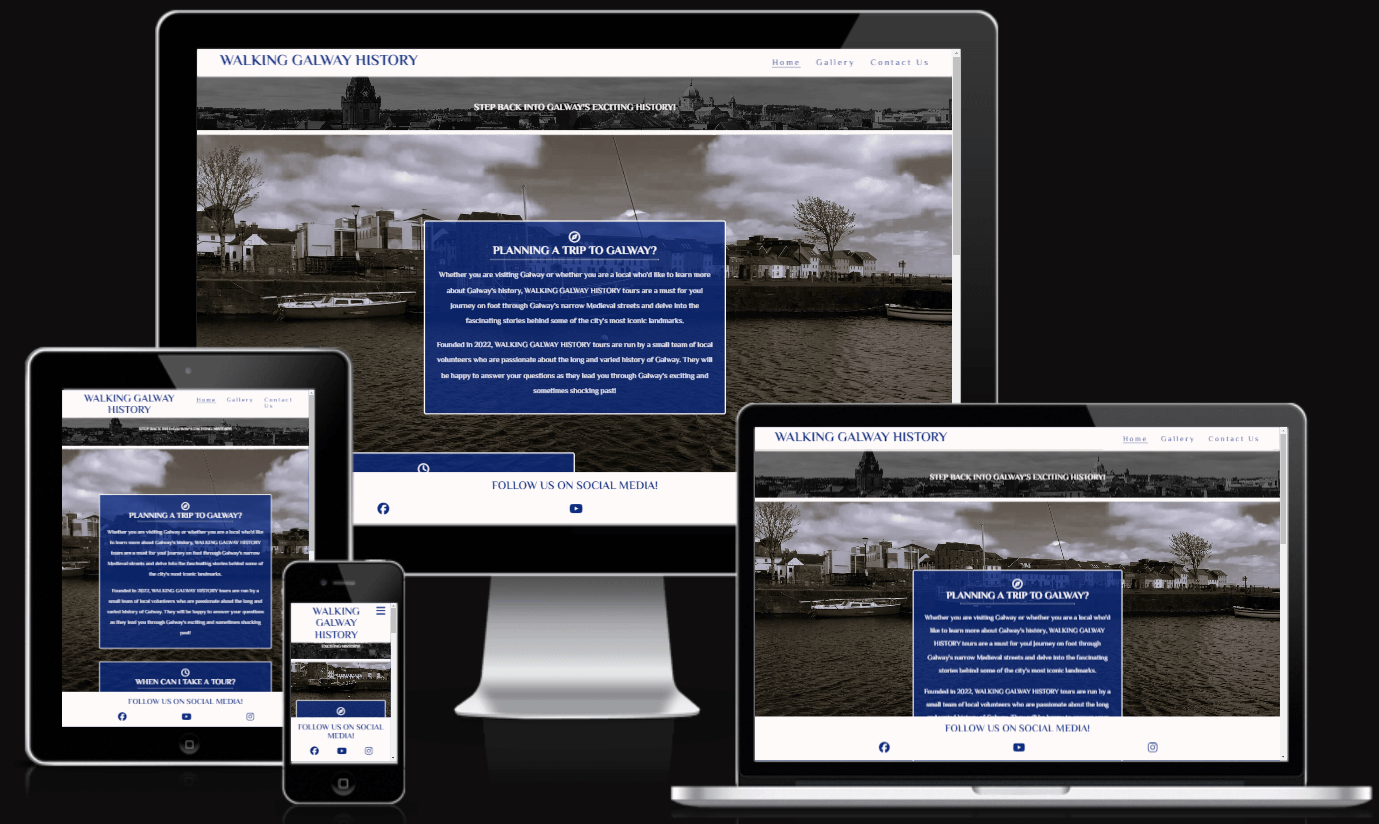 WALKING GALWAY HISTORY
Home Gallery Contact Us
STEP BACK INTO GALWAY'S EXCITING HISTORY!
PLANNING A TRIP TO GALWAY?
Whether you are visiting Galway or whether you are a local who'd like to learn more
about Galway's history, WALKING GALWAY HISTORY tours are a must for you!
Journey on foot through Galway's narrow Medieval streets and delve into the
fascinating stories behind some of the city's most iconic landmarks.
Founded in 2022, WALKING GALWAY HISTORY tours are run by a small team of local
volunteers who are passionate about the long and varied history of Galway. They will
be happy to answer your questions as they lead you through Galway's exciting and
sometimes shocking past!
FOLLOW US ON SOCIAL MEDIA!
WALKING GALWAY
HISTORY
Home Gallery Contact
Us
STEP BACK INTO GALWAY'S EXCITING HISTORY!
PLANNING A TRIP TO GALWAY?
Whether you are visiting Galway or whether you are a local who'd like
to learn more about Galway's history, WALKING GALWAY HISTORY
tours are a must for you! Journey on foot through Galway's narrow
Medieval streets and delve into the fascinating stories behind some of
the city's most iconic landmarks.
Founded in 2022, WALKING GALWAY HISTORY tours are run by a
small team of local volunteers who are passionate about the long and
varied history of Galway. They will be happy to answer your questions
as they lead you through Galway's exciting and sometimes shocking
past!
WHEN CAN I TAKE A TOUR?
FOLLOW US ON SOCIAL MEDIA!
WALKING
GALWAY
HISTORY
EXCITING HISTORY!
FOLLOW US ON SOCIAL
MEDIA!
WALKING GALWAY HISTORY
Home Gallery Contact Us
STEP BACK INTO GALWAY'S EXCITING HISTORY!
PLANNING A TRIP TO GALWAY?
Whether you are visiting Galway or whether you are a local who'd
like to learn more about Galway's history, WALKING GALWAY
HISTORY tours are a must for you! Journey on foot through
Galway's narrow Medieval streets and delve into the fascinating
stories behind some of the city's most iconic landmarks.
Founded in 2022, WALKING GALWAY HISTORY tours are run by a
small team of local volunteers who are passionate about the long
FOLLOW US ON SOCIAL MEDIA!